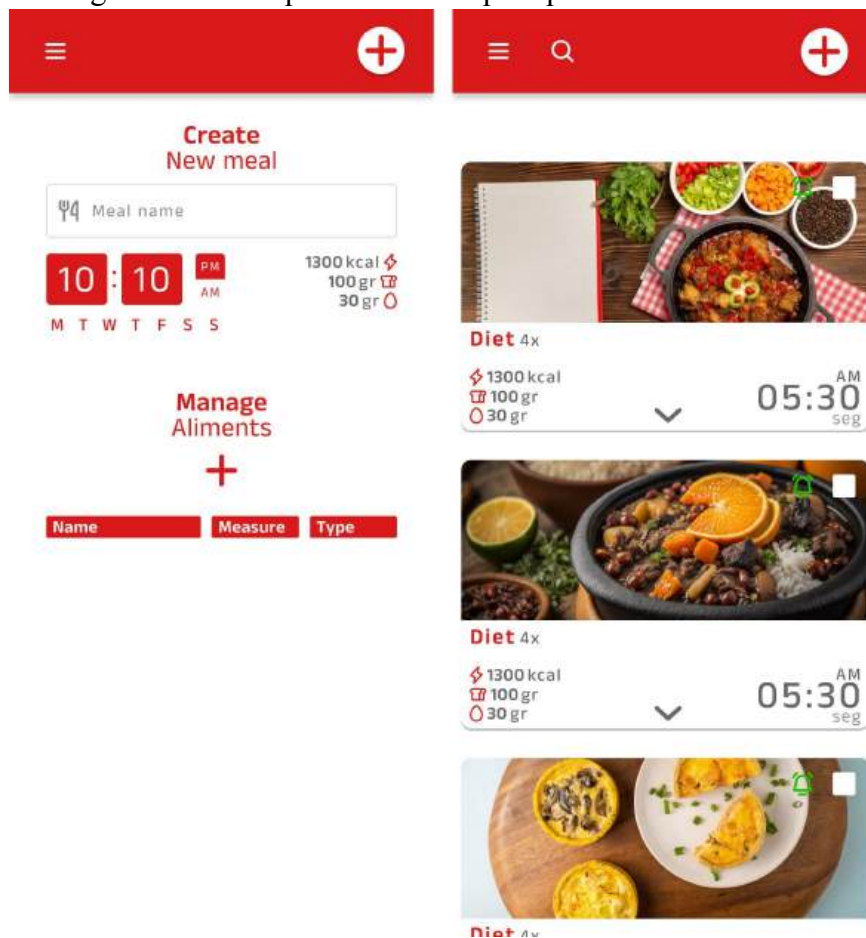 Create
New meal
Meal name
10 : 10 PM
AM
1300 kcal
100 gr
30 gr
M T W T F S S
Manage
Aliments
+
Name Measure Type
Diet 4x
1300 kcal
100 gr
30 gr
AM
05:30
seg
Diet 4x
1300 kcal
100 gr
30 gr
AM
05:30
seg
Diet 4x